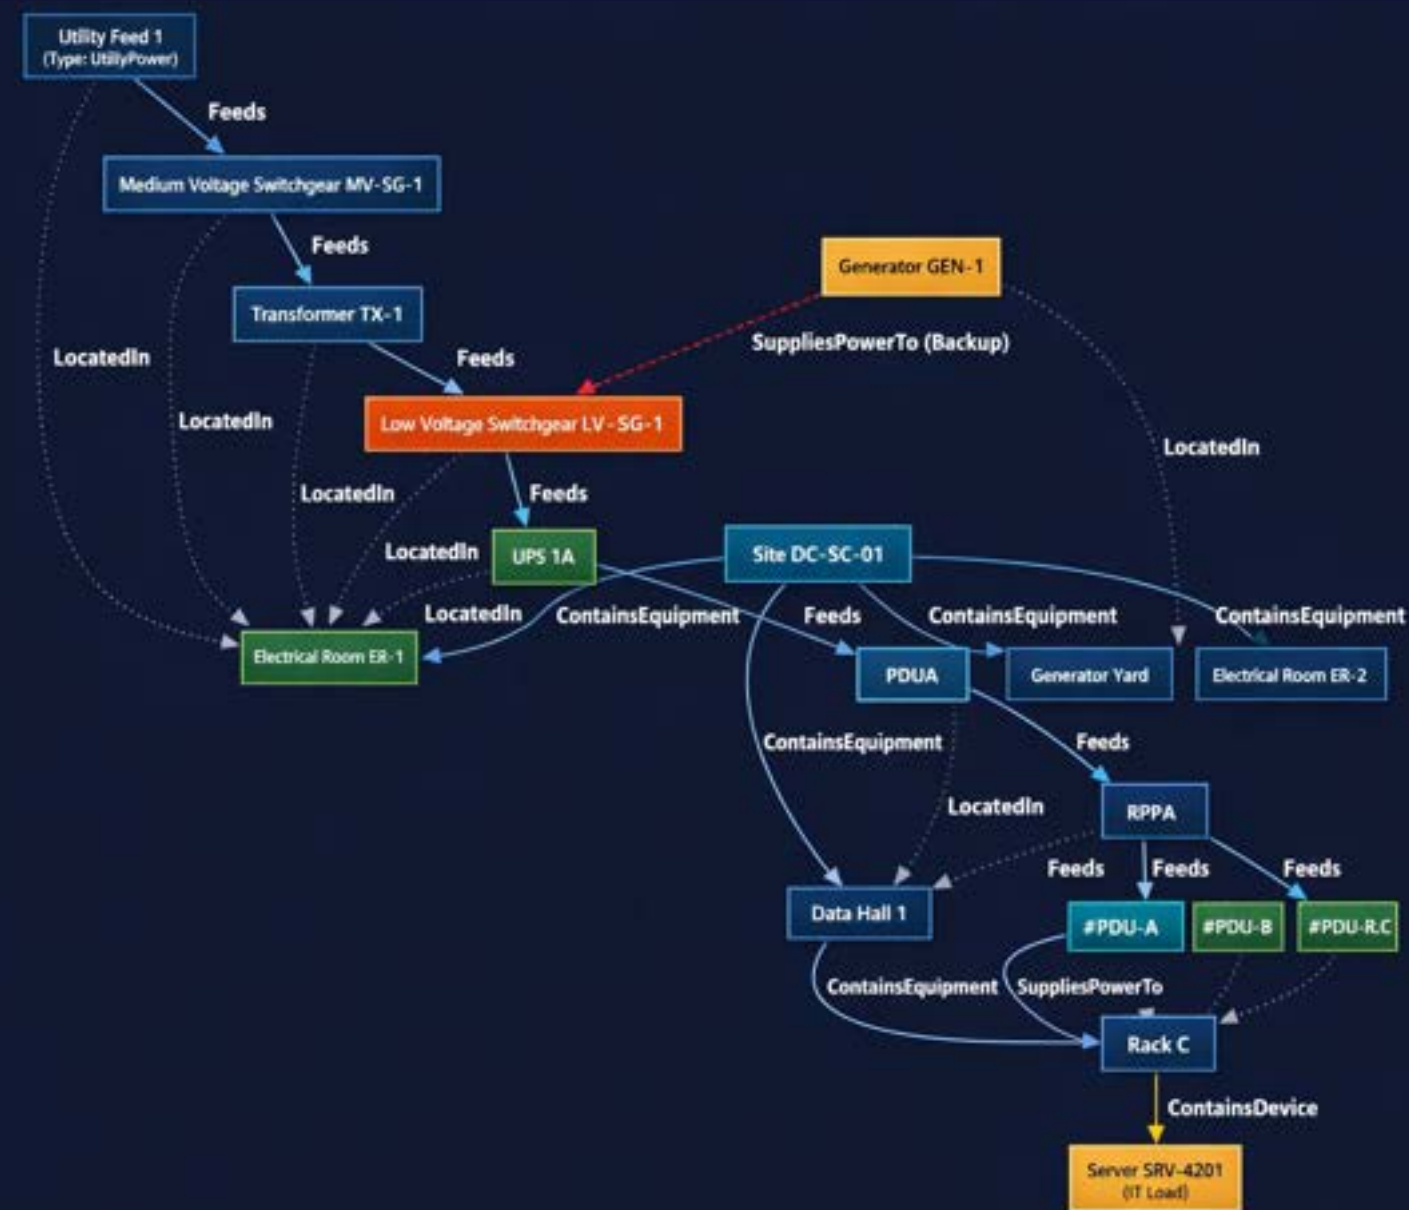 Utility Feed 1
(Type: UtillyPower)
Feeds
Medium Voltage Switchgear MV-SG-1
Feeds
Generator GEN-1
Transformer TX-1
SuppliesPowerTo (Backup)
LocatedIn
Feeds
LocatedIn
Low Voltage Switchgear LV-SG-1
LocatedIn
LocatedIn
Feeds
LocatedIn
UPS 1A
Site DC-SC-01
LocatedIn
ContainsEquipment
Feeds
ContainsEquipment
ContainsEquipment
Electrical Room ER-1
PDUA
Generator Yard
Electrical Room ER-2
ContainsEquipment
Feeds
LocatedIn
RPPA
Feeds
Feeds
Feeds
Data Hall 1
#PDU-A
#PDU-B
#PDU-R.C
ContainsEquipment
SuppliesPowerTo
Rack C
ContainsDevice
Server SRV-4201
(IT Load)